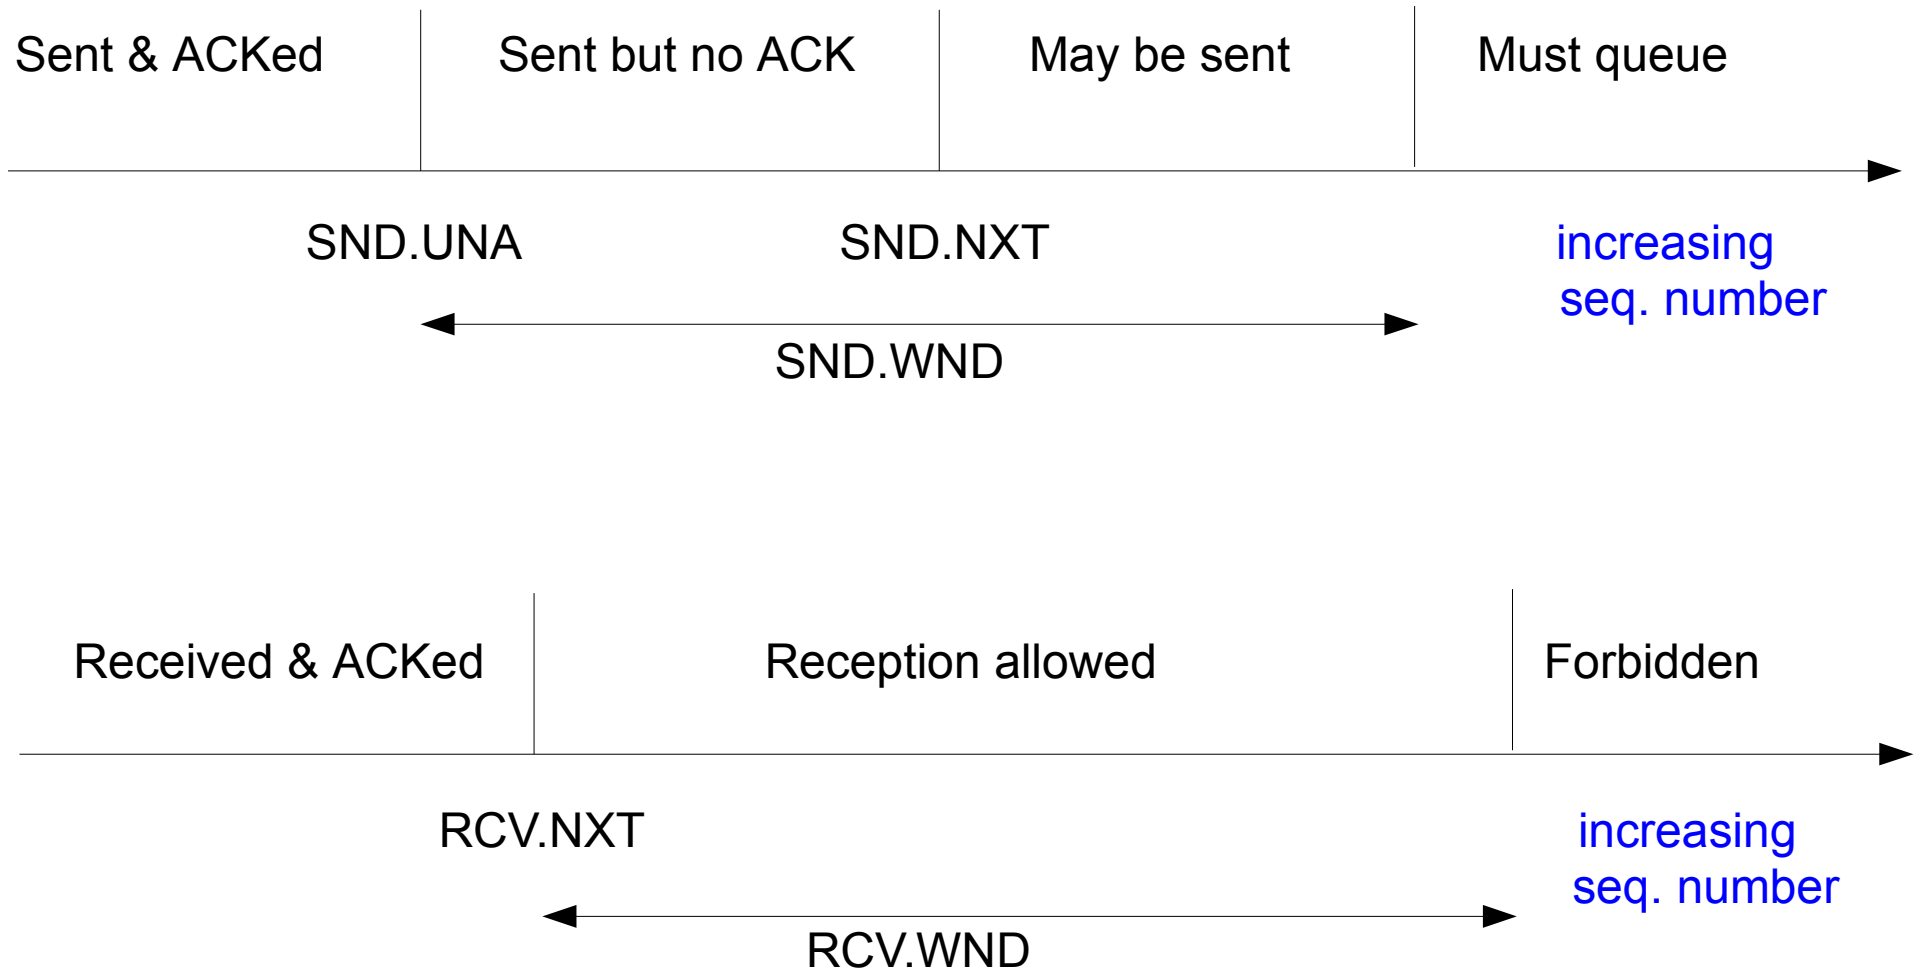 Sent & ACKed
Sent but no ACK
May be sent
Must queue
SND.UNA
SND.NXT
increasing
seq. number
SND.WND
Received & ACKed
Reception allowed
Forbidden
RCV.NXT
increasing
seq. number
RCV.WND